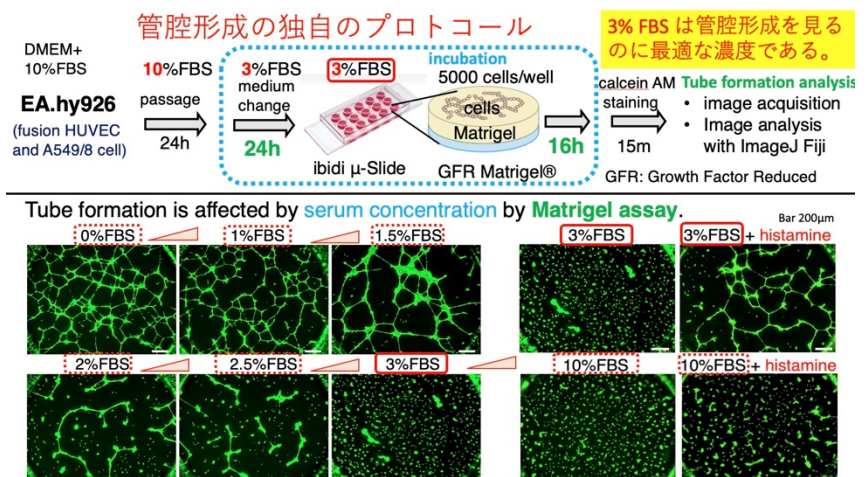 管腔形成の独自のプロトコール
3% FBS は管腔形成を見る
のに最適な濃度である。
DMEM+
10%FBS
EA.hy926
(fusion HUVEC
and A549/8 cell)
10%FBS
passage
24h
3%FBS
medium
change
24h
3%FBS
ibidi μ-Slide
incubation
5000 cells/well
cells
Matrigel
GFR Matrigel®
16h
calcein AM
staining
15m
Tube formation analysis
• image acquisition
• Image analysis
with ImageJ Fiji
GFR: Growth Factor Reduced
Tube formation is affected by serum concentration by Matrigel assay.
Bar 200μm
0%FBS
1%FBS
1.5%FBS
3%FBS
3%FBS + histamine
2%FBS
2.5%FBS
3%FBS
10%FBS
10%FBS + histamine